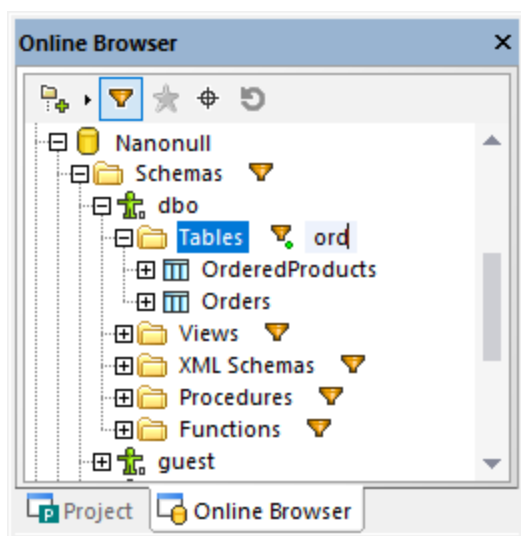 Online Browser
Nanonull
Schemas
dbo
Tables ord
OrderedProducts
Orders
Views
XML Schemas
Procedures
Functions
guest
P Project Online Browser